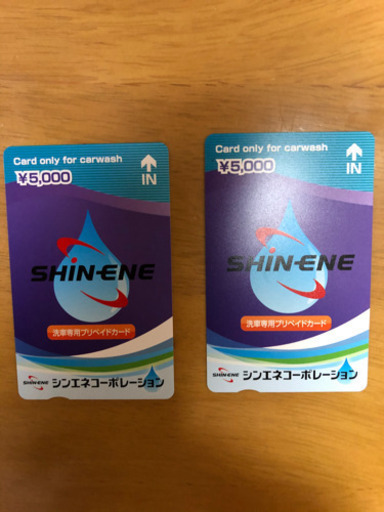 Card only for carwash
¥5,000
IN
SHIN-ENE
洗車専用プリペイドカード
SHIN-ENE シンエネコーポレーション
Card only for carwash
¥5,000
IN
SHIN-ENE
洗車専用プリペイドカード
SHIN-ENE シンエネコーポレーション